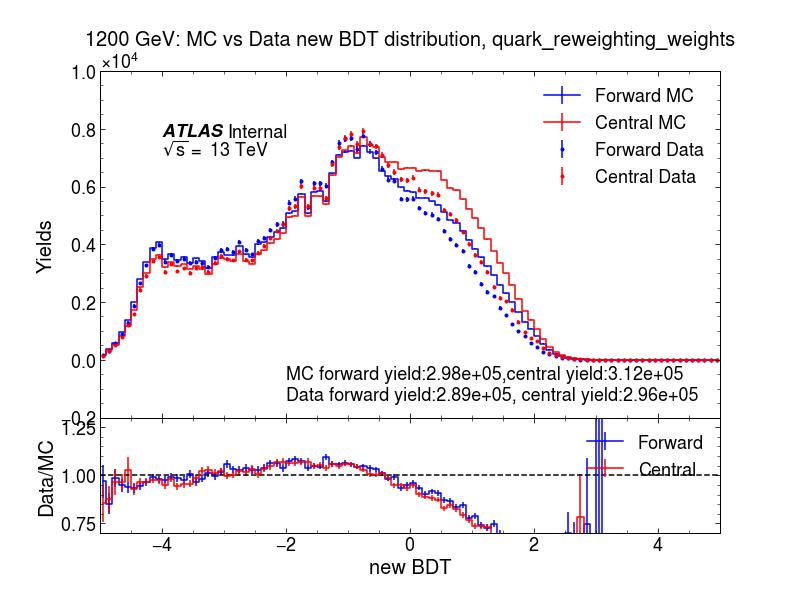 1200 GeV: MC vs Data new BDT distribution, quark_reweighting_weights
×10⁴
1.0
0.8
0.6
0.4
0.2
0.0
0.2
Yields
ATLAS Internal
√s = 13 TeV
Forward MC
Central MC
Forward Data
Central Data
MC forward yield:2.98e+05,central yield:3.12e+05
Data forward yield:2.89e+05, central yield:2.96e+05
1.25
1.00
0.75
Data/MC
Forward
Central
−4 −2 0 2 4
new BDT